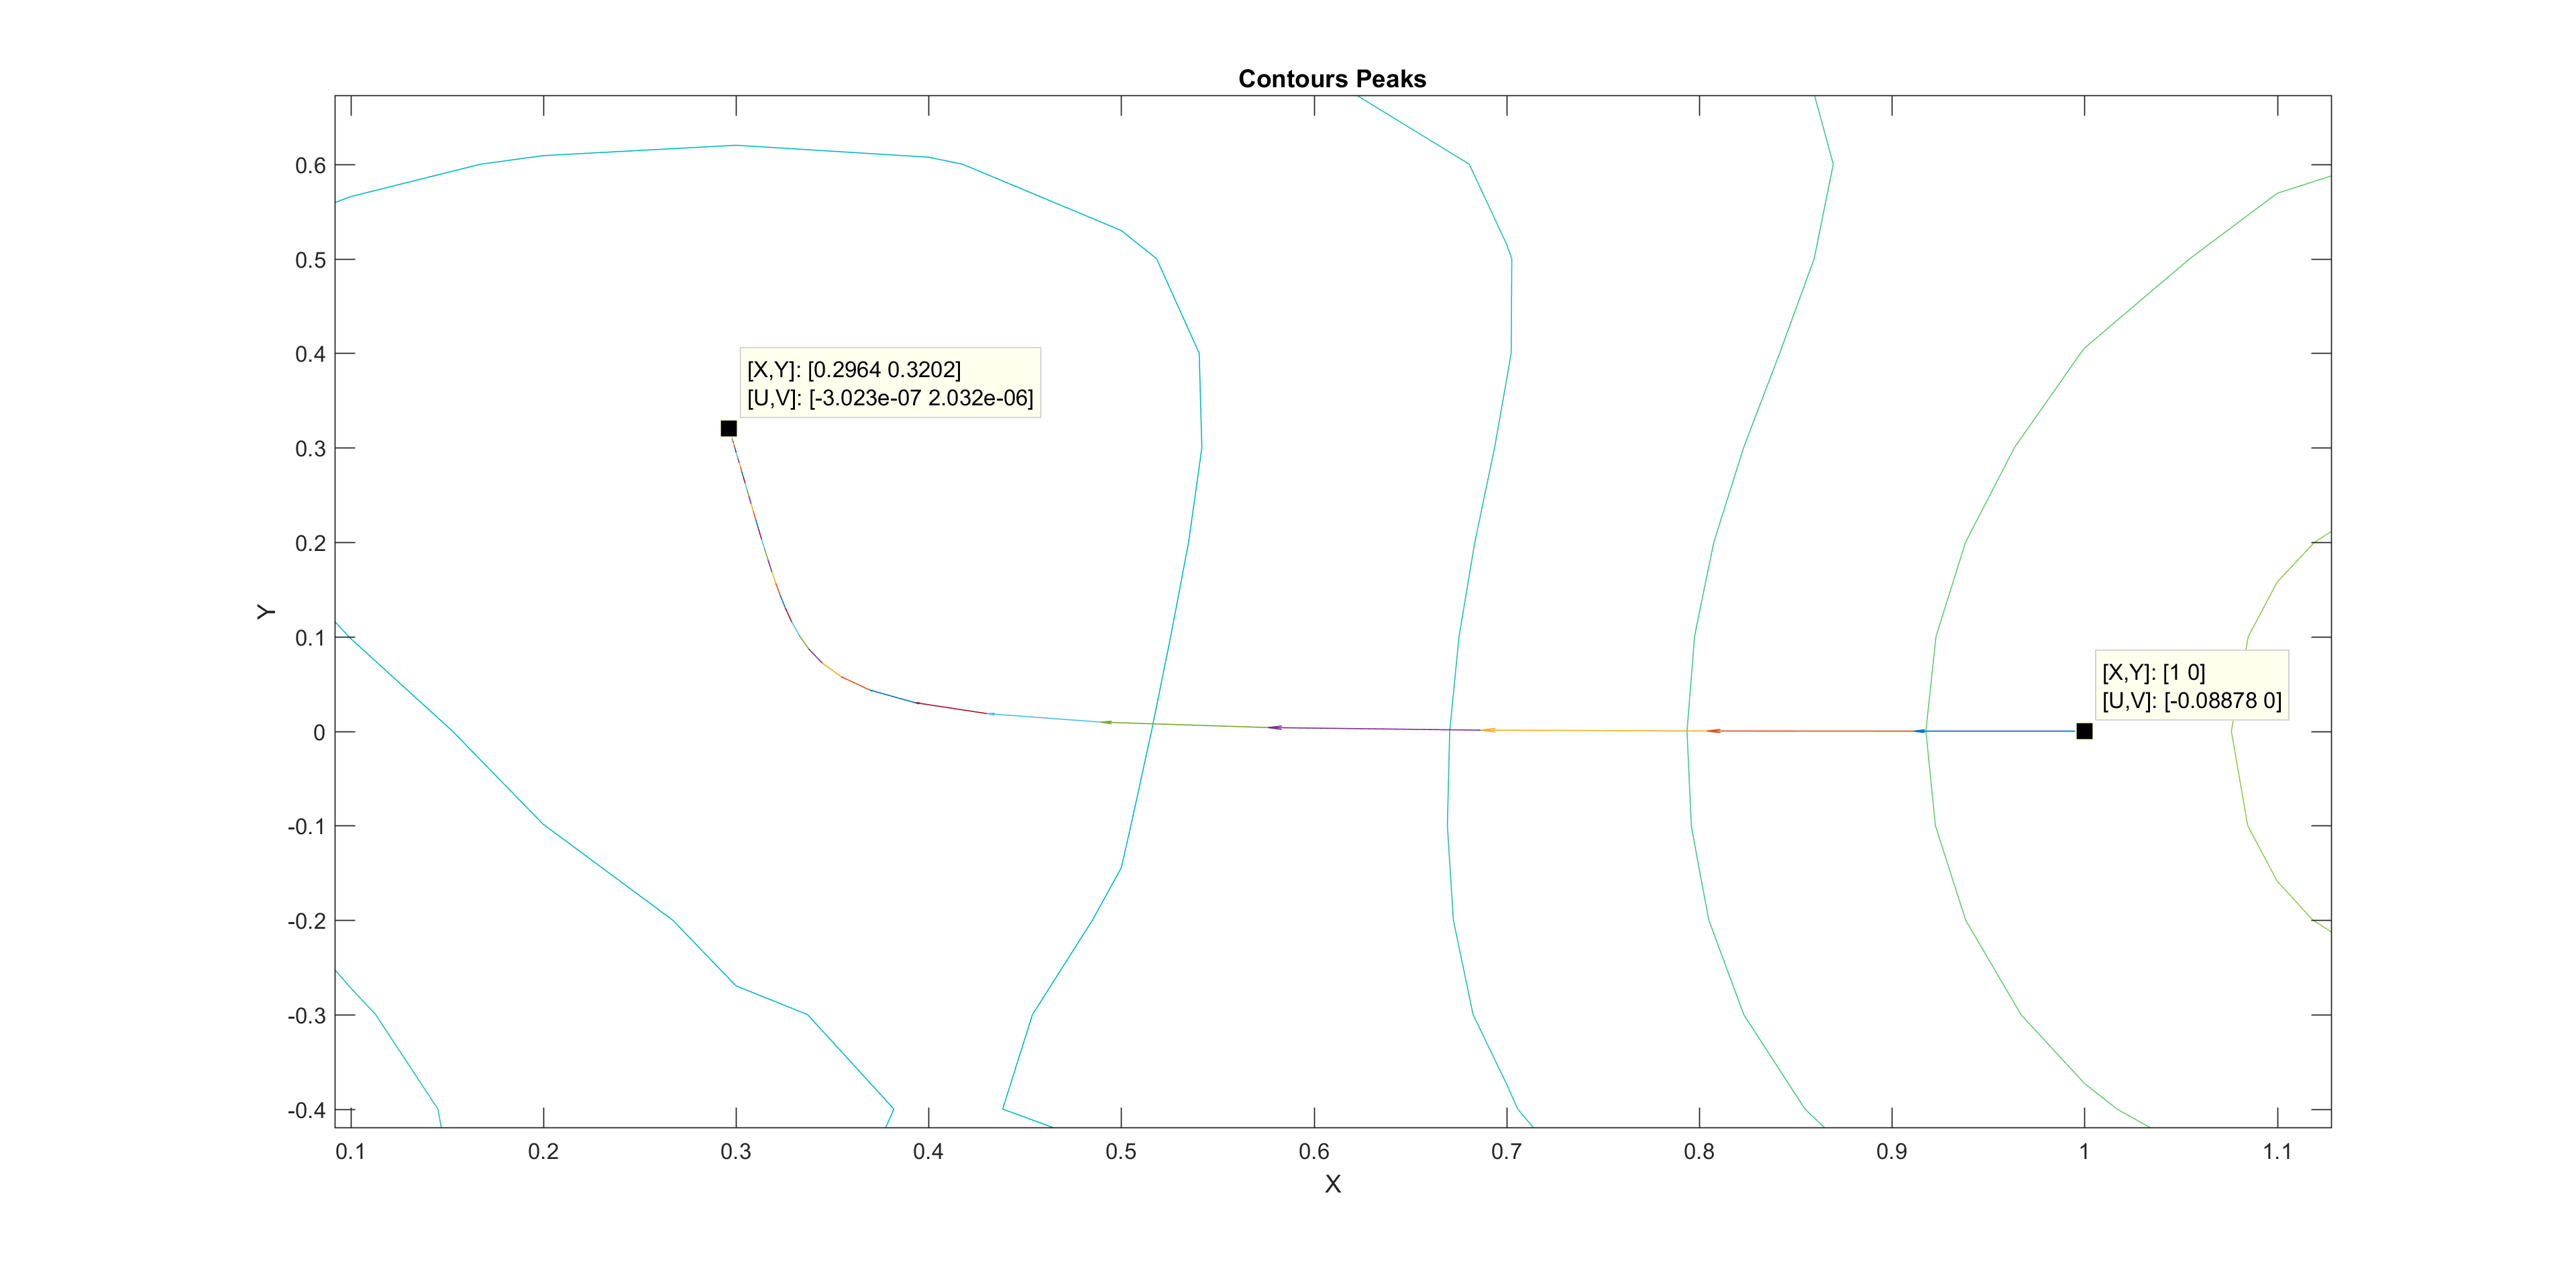 Contours Peaks
0.6
0.5
0.4
0.3
0.2
0.1
0
-0.1
-0.2
-0.3
-0.4
Y
[X,Y]: [0.2964 0.3202]
[U,V]: [-3.023e-07 2.032e-06]
[X,Y]: [1 0]
[U,V]: [-0.08878 0]
0.1 0.2 0.3 0.4 0.5 0.6 0.7 0.8 0.9 1 1.1
X